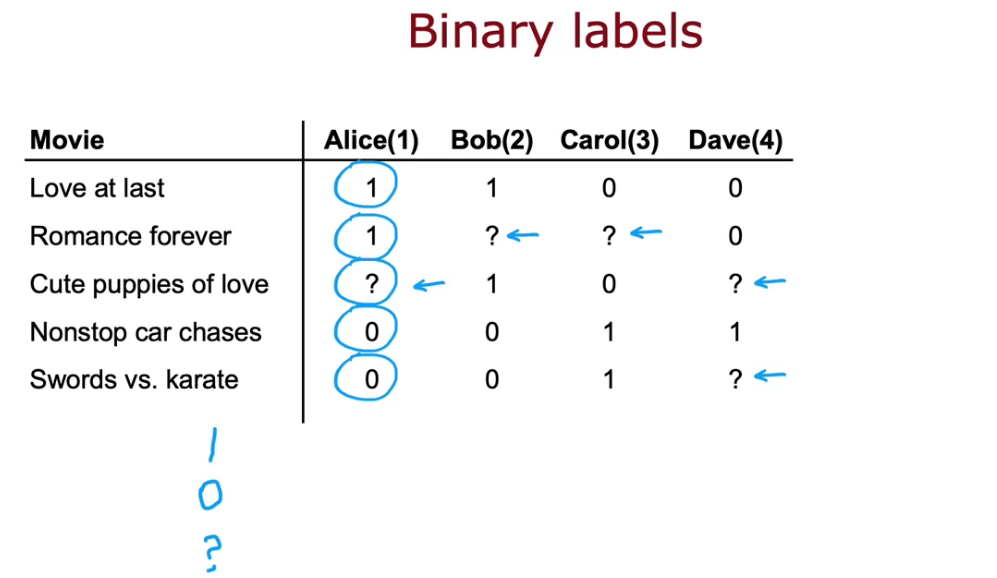 Binary labels
Movie Alice(1) Bob(2) Carol(3) Dave(4)
Love at last 1 1 0 0
Romance forever 1 ? ? 0
Cute puppies of love ? 1 0 ?
Nonstop car chases 0 0 1 1
Swords vs. karate 0 0 1 ?
1
0
?